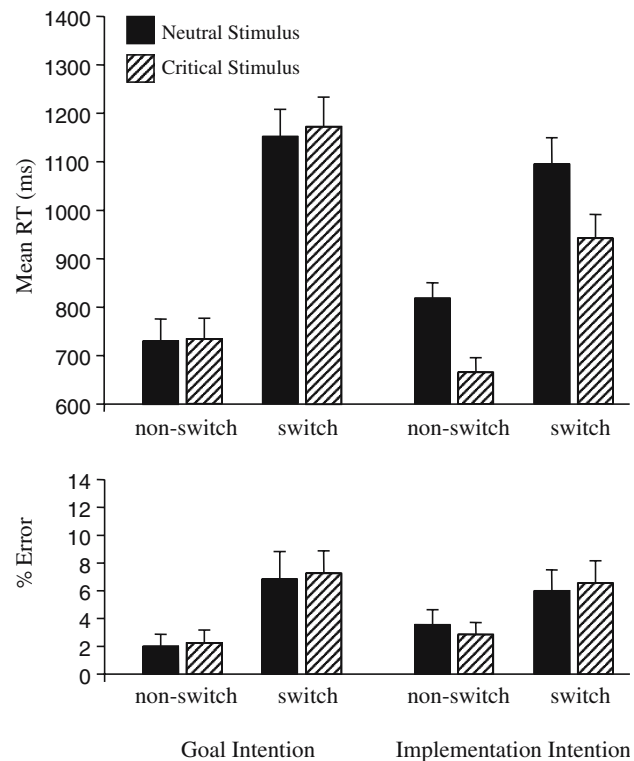 1400
1300
1200
1100
1000
900
800
700
600
Mean RT (ms)
Neutral Stimulus
Critical Stimulus
non-switch switch non-switch switch
14
12
10
8
6
4
2
0
% Error
non-switch switch non-switch switch
Goal Intention Implementation Intention